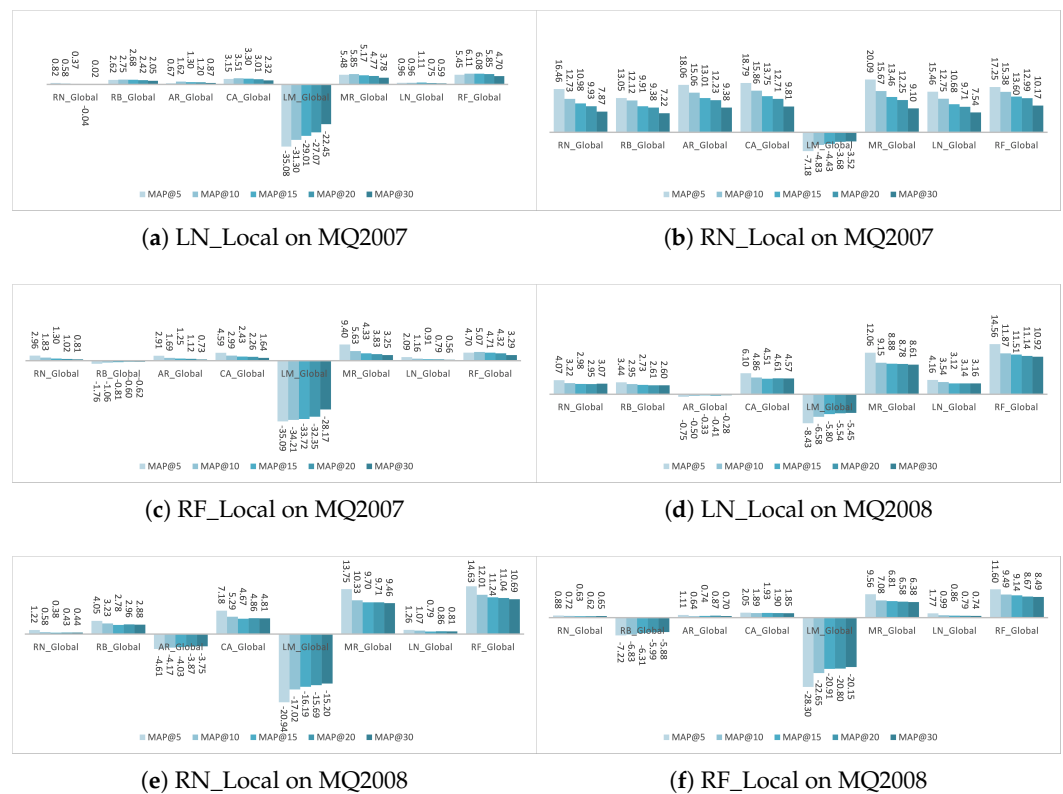 0.82 0.58 0.37 -0.04 0.02
2.62 2.75 2.68 2.42 2.05
0.67 1.62 1.30 1.20 0.87
3.15 3.51 3.30 3.01 2.32
-35.08 -31.30 -29.01 -27.07 -22.45
5.48 5.85 5.17 4.77 3.78
0.96 0.96 1.11 0.75 0.59
5.45 6.11 6.08 5.85 4.70
RN_Global RB_Global AR_Global CA_Global LM_Global MR_Global LN_Global RF_Global
MAP@5 MAP@10 MAP@15 MAP@20 MAP@30
(a) LN_Local on MQ2007
16.46 12.73 10.98 9.93 7.87
13.05 12.12 9.91 9.38 7.22
18.06 15.06 13.01 12.23 9.38
18.79 15.86 13.75 12.71 9.81
-7.18 -4.83 -4.43 -3.68 -3.52
20.09 15.67 13.46 12.25 9.10
15.46 12.75 10.68 9.71 7.54
17.25 15.38 13.60 12.99 10.17
RN_Global RB_Global AR_Global CA_Global LM_Global MR_Global LN_Global RF_Global
MAP@5 MAP@10 MAP@15 MAP@20 MAP@30
(b) RN_Local on MQ2007
2.96 1.83 1.30 1.02 0.81
-1.76 -1.06 -0.81 -0.60 -0.62
2.91 1.69 1.25 1.12 0.73
4.59 2.99 2.43 2.26 1.64
-35.09 -34.21 -33.72 -32.35 -28.17
9.40 5.63 4.33 3.83 3.25
2.09 1.16 0.91 0.79 0.56
4.70 5.07 4.71 4.32 3.29
RN_Global RB_Global AR_Global CA_Global LM_Global MR_Global LN_Global RF_Global
MAP@5 MAP@10 MAP@15 MAP@20 MAP@30
(c) RF_Local on MQ2007
4.07 3.22 2.98 2.95 3.07
3.44 2.95 2.73 2.61 2.60
-0.75 -0.50 -0.33 -0.41 -0.28
6.10 4.86 4.51 4.61 4.57
-8.43 -6.58 -5.80 -5.54 -5.45
12.06 9.15 8.88 8.78 8.61
4.16 3.54 3.12 3.14 3.16
14.56 11.87 11.51 11.14 10.92
RN_Global RB_Global AR_Global CA_Global LM_Global MR_Global LN_Global RF_Global
MAP@5 MAP@10 MAP@15 MAP@20 MAP@30
(d) LN_Local on MQ2008
1.22 0.58 0.38 0.43 0.44
4.05 3.23 2.78 2.96 2.88
-4.61 -4.17 -4.03 -3.87 -3.75
7.18 5.29 4.67 4.86 4.81
-20.94 -17.02 -16.19 -15.69 -15.20
13.75 10.33 9.70 9.71 9.46
1.26 1.07 0.79 0.86 0.81
14.63 12.01 11.24 11.04 10.69
RN_Global RB_Global AR_Global CA_Global LM_Global MR_Global LN_Global RF_Global
MAP@5 MAP@10 MAP@15 MAP@20 MAP@30
(e) RN_Local on MQ2008
0.88 0.72 0.63 0.62 0.65
-7.22 -6.83 -6.31 -5.99 -5.88
1.11 0.64 0.74 0.87 0.70
2.05 1.89 1.93 1.90 1.85
-28.30 -22.65 -20.91 -20.80 -20.15
9.56 7.08 6.81 6.58 6.38
1.77 0.99 0.86 0.79 0.74
11.60 9.49 9.14 8.67 8.49
RN_Global RB_Global AR_Global CA_Global LM_Global MR_Global LN_Global RF_Global
MAP@5 MAP@10 MAP@15 MAP@20 MAP@30
(f) RF_Local on MQ2008